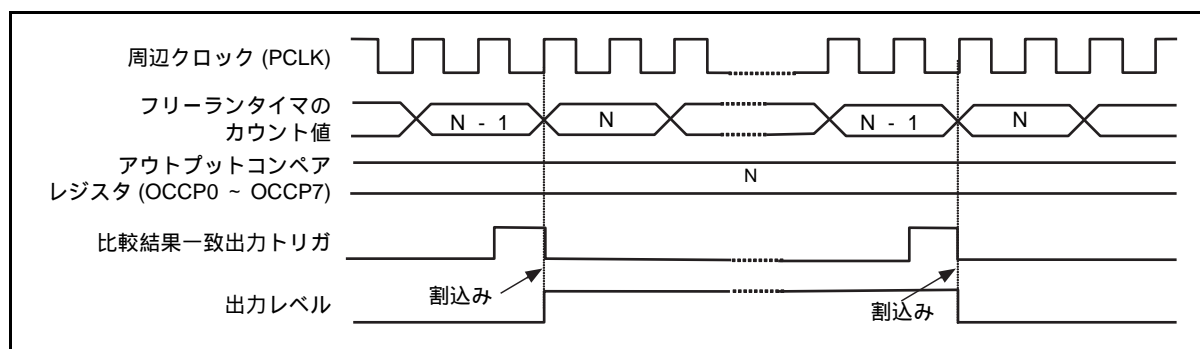 周辺クロック (PCLK)
フリーランタイマの
カウント値
N - 1
N
N - 1
N
アウトプットコンペア
レジスタ (OCCP0 ~ OCCP7)
N
比較結果一致出力トリガ
割込み
割込み
出力レベル